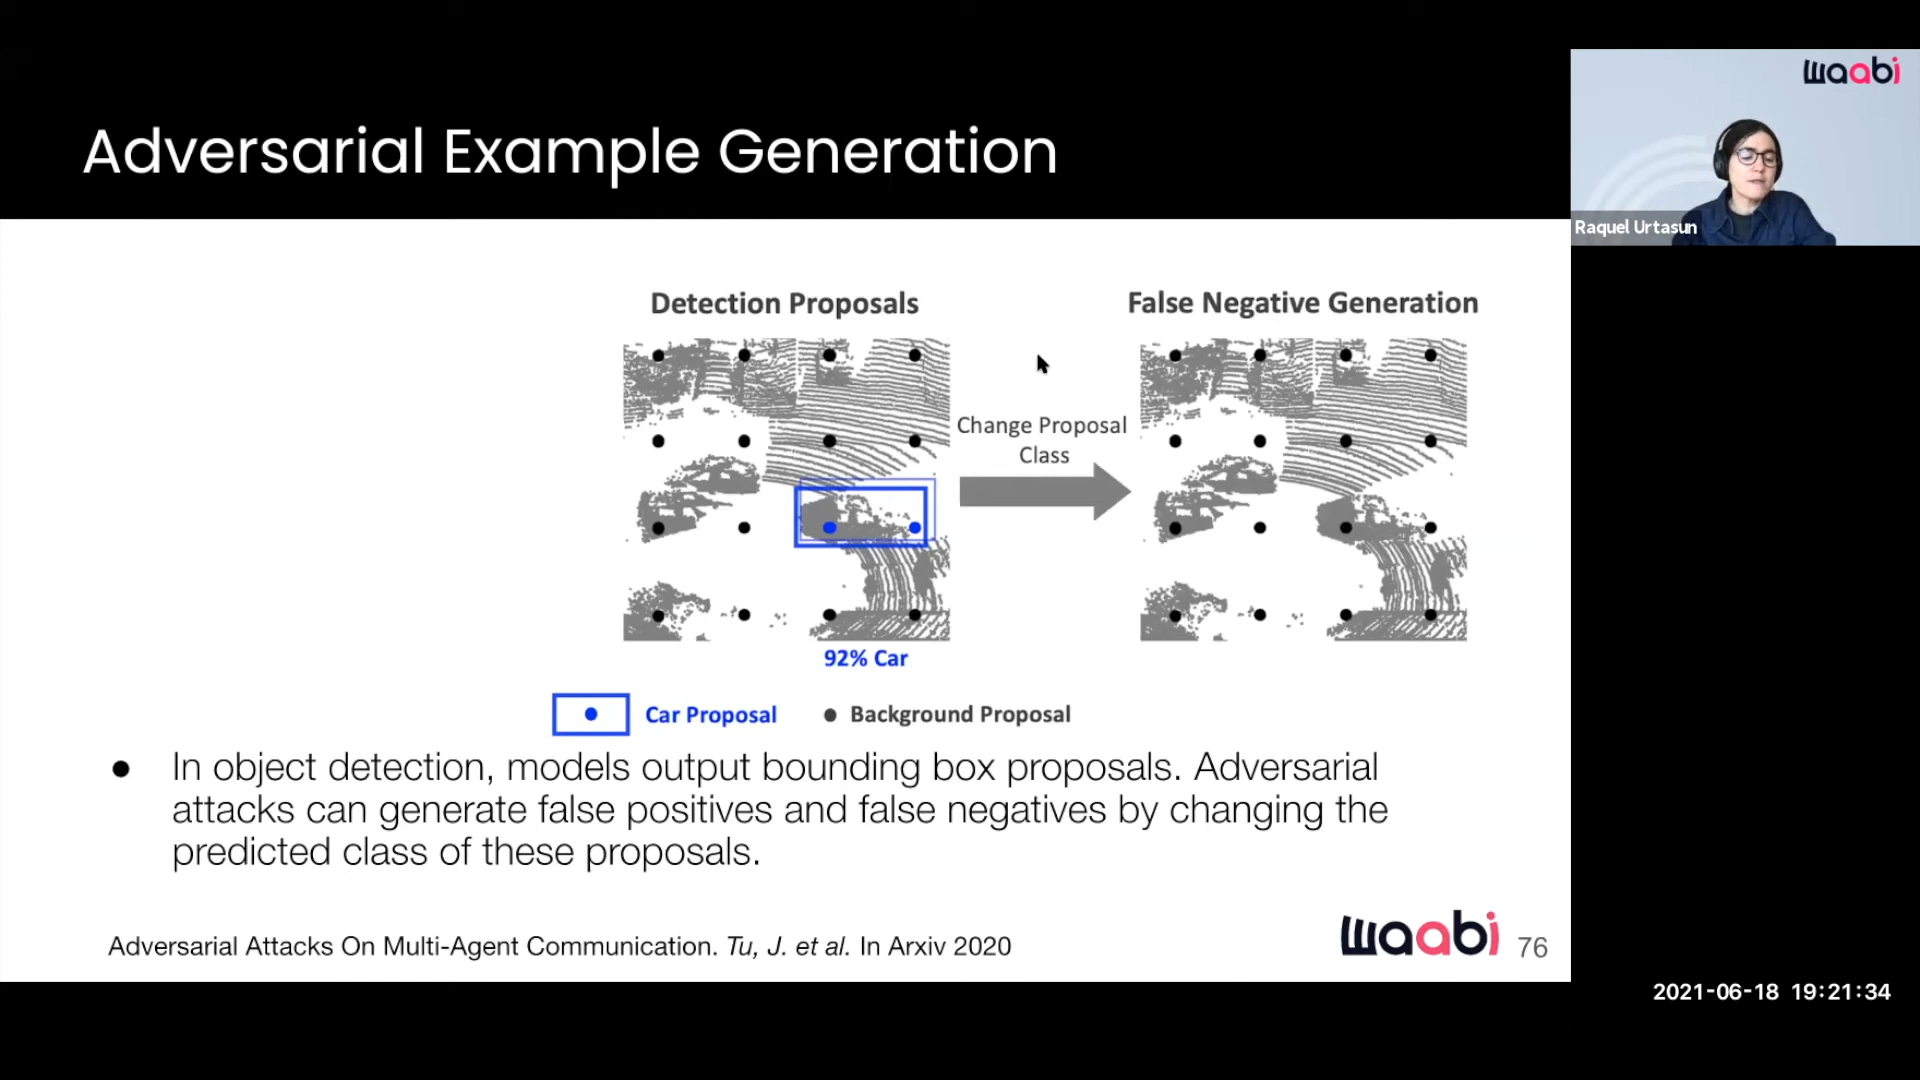 waabi
Adversarial Example Generation
Raquel Urtasun
Detection Proposals
False Negative Generation
Change Proposal
Class
92% Car
Car Proposal
Background Proposal
● In object detection, models output bounding box proposals. Adversarial
attacks can generate false positives and false negatives by changing the
predicted class of these proposals.
Adversarial Attacks On Multi-Agent Communication. Tu, J. et al. In Arxiv 2020
waabi
76
2021-06-18 19:21:34